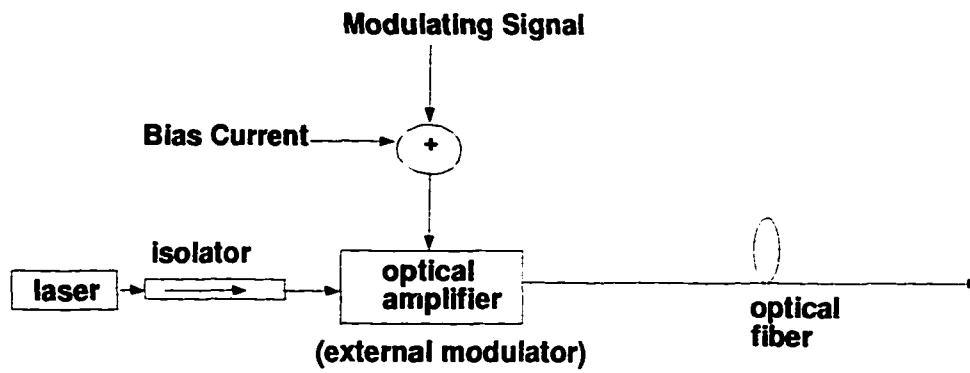 Modulating Signal
Bias Current
+
isolator
laser
optical
amplifier
(external modulator)
optical
fiber